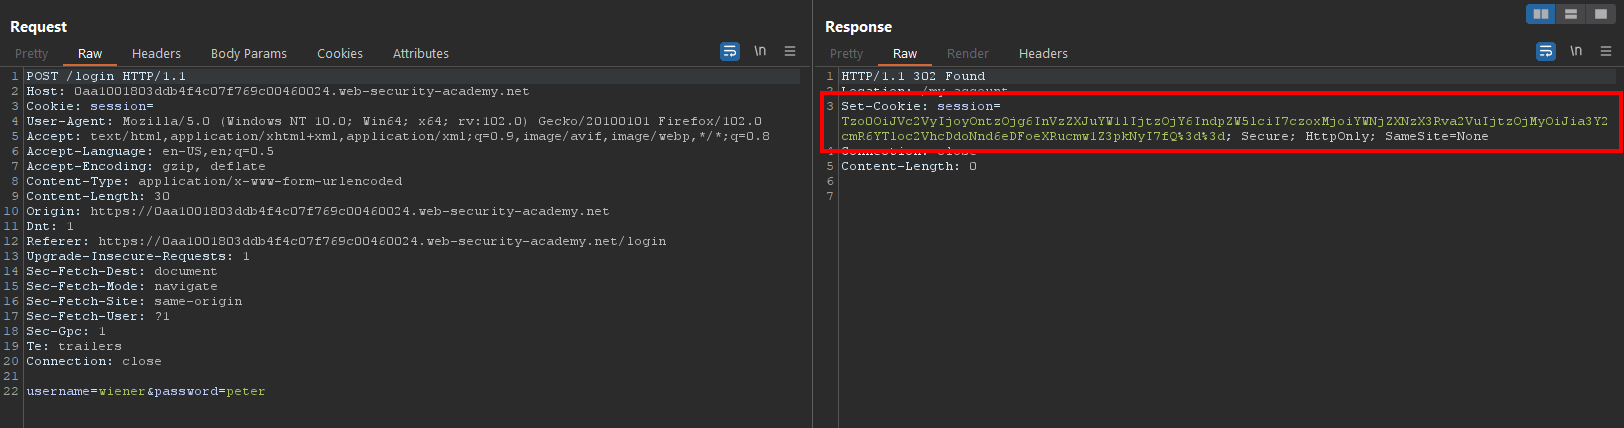 Request
Pretty Raw Headers Body Params Cookies Attributes
\n
1 POST /login HTTP/1.1
2 Host: 0aa1001803ddb4f4c07f769c00460024.web-security-academy.net
3 Cookie: session=
4 User-Agent: Mozilla/5.0 (Windows NT 10.0; Win64; x64; rv:102.0) Gecko/20100101 Firefox/102.0
5 Accept: text/html,application/xhtml+xml,application/xml;q=0.9,image/avif,image/webp,*/*;q=0.8
6 Accept-Language: en-US,en;q=0.5
7 Accept-Encoding: gzip, deflate
8 Content-Type: application/x-www-form-urlencoded
9 Content-Length: 30
10 Origin: https://0aa1001803ddb4f4c07f769c00460024.web-security-academy.net
11 Dnt: 1
12 Referer: https://0aa1001803ddb4f4c07f769c00460024.web-security-academy.net/login
13 Upgrade-Insecure-Requests: 1
14 Sec-Fetch-Dest: document
15 Sec-Fetch-Mode: navigate
16 Sec-Fetch-Site: same-origin
17 Sec-Fetch-User: ?1
18 Sec-Gpc: 1
19 Te: trailers
20 Connection: close
21
22 username=wiener&password=peter
Response
Pretty Raw Render Headers
\n
1 HTTP/1.1 302 Found
2 Location: /my-account
3 Set-Cookie: session=
Tzo0OiJVc2VyIjoyOntzOjg6InVzZXJuYW1lIjtzOjY6IndpZW5lciI7czoxMjoiYWNjZXNzX3Rva2VuIjtzOjMyOiJia3Y2
cmR6YTloc2VhcDdoNnd6eDFoeXRucmw1Z3pkNyI7fQ%3d%3d; Secure; HttpOnly; SameSite=None
4 Connection: close
5 Content-Length: 0
6
7